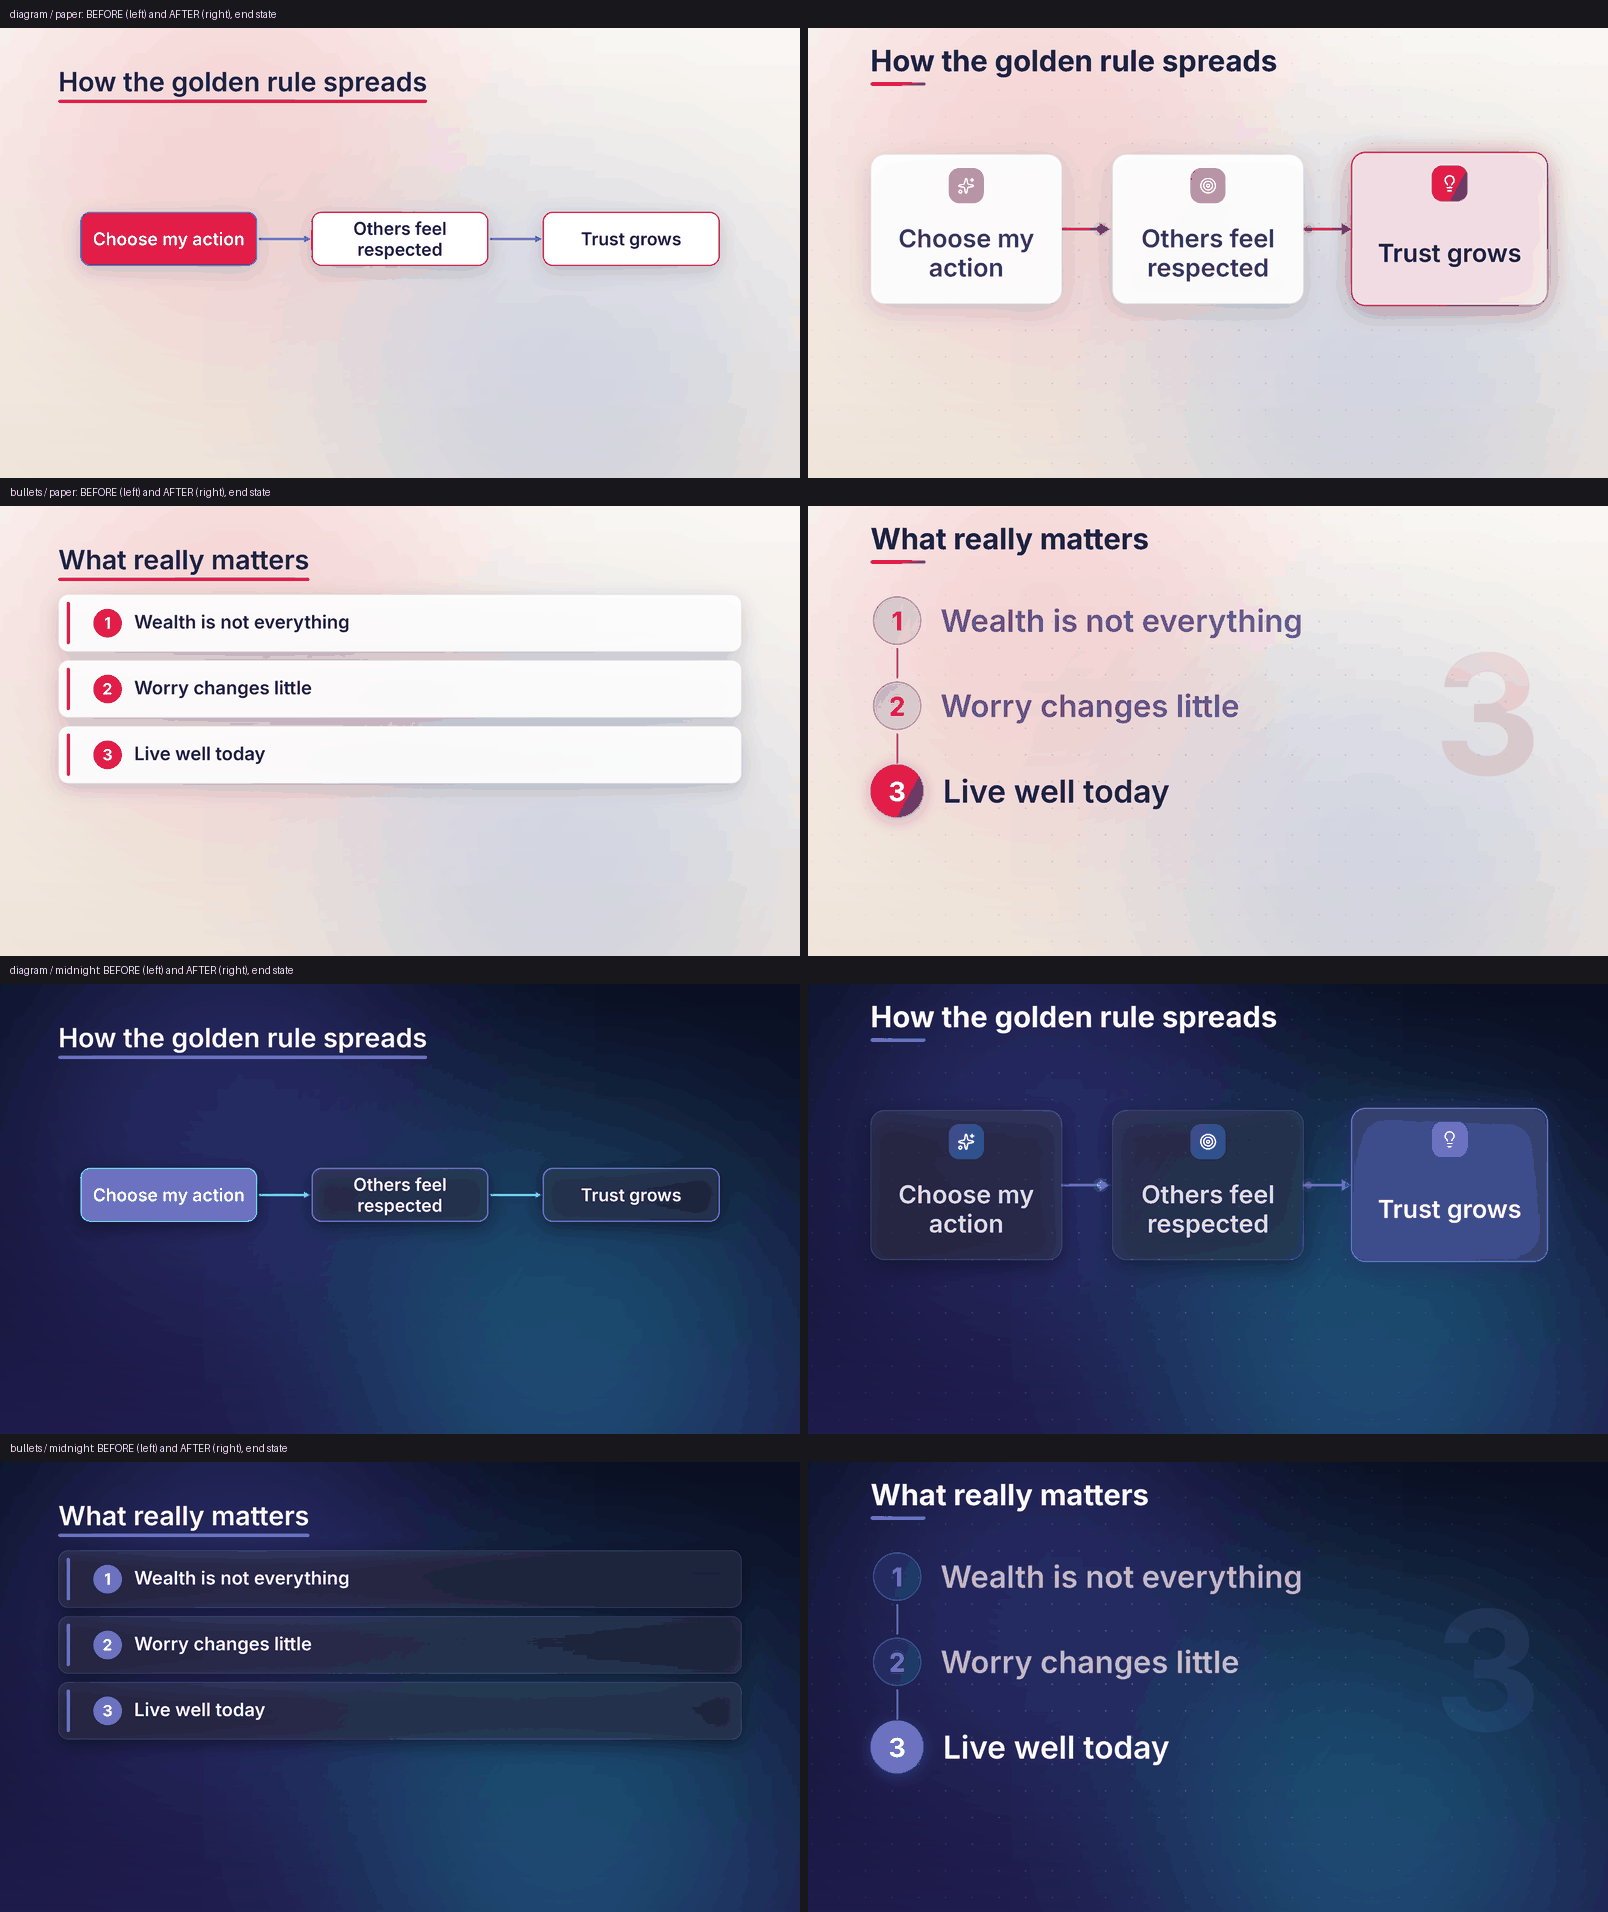 diagram / paper: BEFORE (left) and AFTER (right), end state
How the golden rule spreads
Choose my action
Others feel
respected
Trust grows
How the golden rule spreads
Choose my
action
Others feel
respected
Trust grows
bullets / paper: BEFORE (left) and AFTER (right), end state
What really matters
1 Wealth is not everything
2 Worry changes little
3 Live well today
What really matters
1 Wealth is not everything
2 Worry changes little
3 Live well today
3
diagram / midnight: BEFORE (left) and AFTER (right), end state
How the golden rule spreads
Choose my action
Others feel
respected
Trust grows
How the golden rule spreads
Choose my
action
Others feel
respected
Trust grows
bullets / midnight: BEFORE (left) and AFTER (right), end state
What really matters
1 Wealth is not everything
2 Worry changes little
3 Live well today
What really matters
1 Wealth is not everything
2 Worry changes little
3 Live well today
3